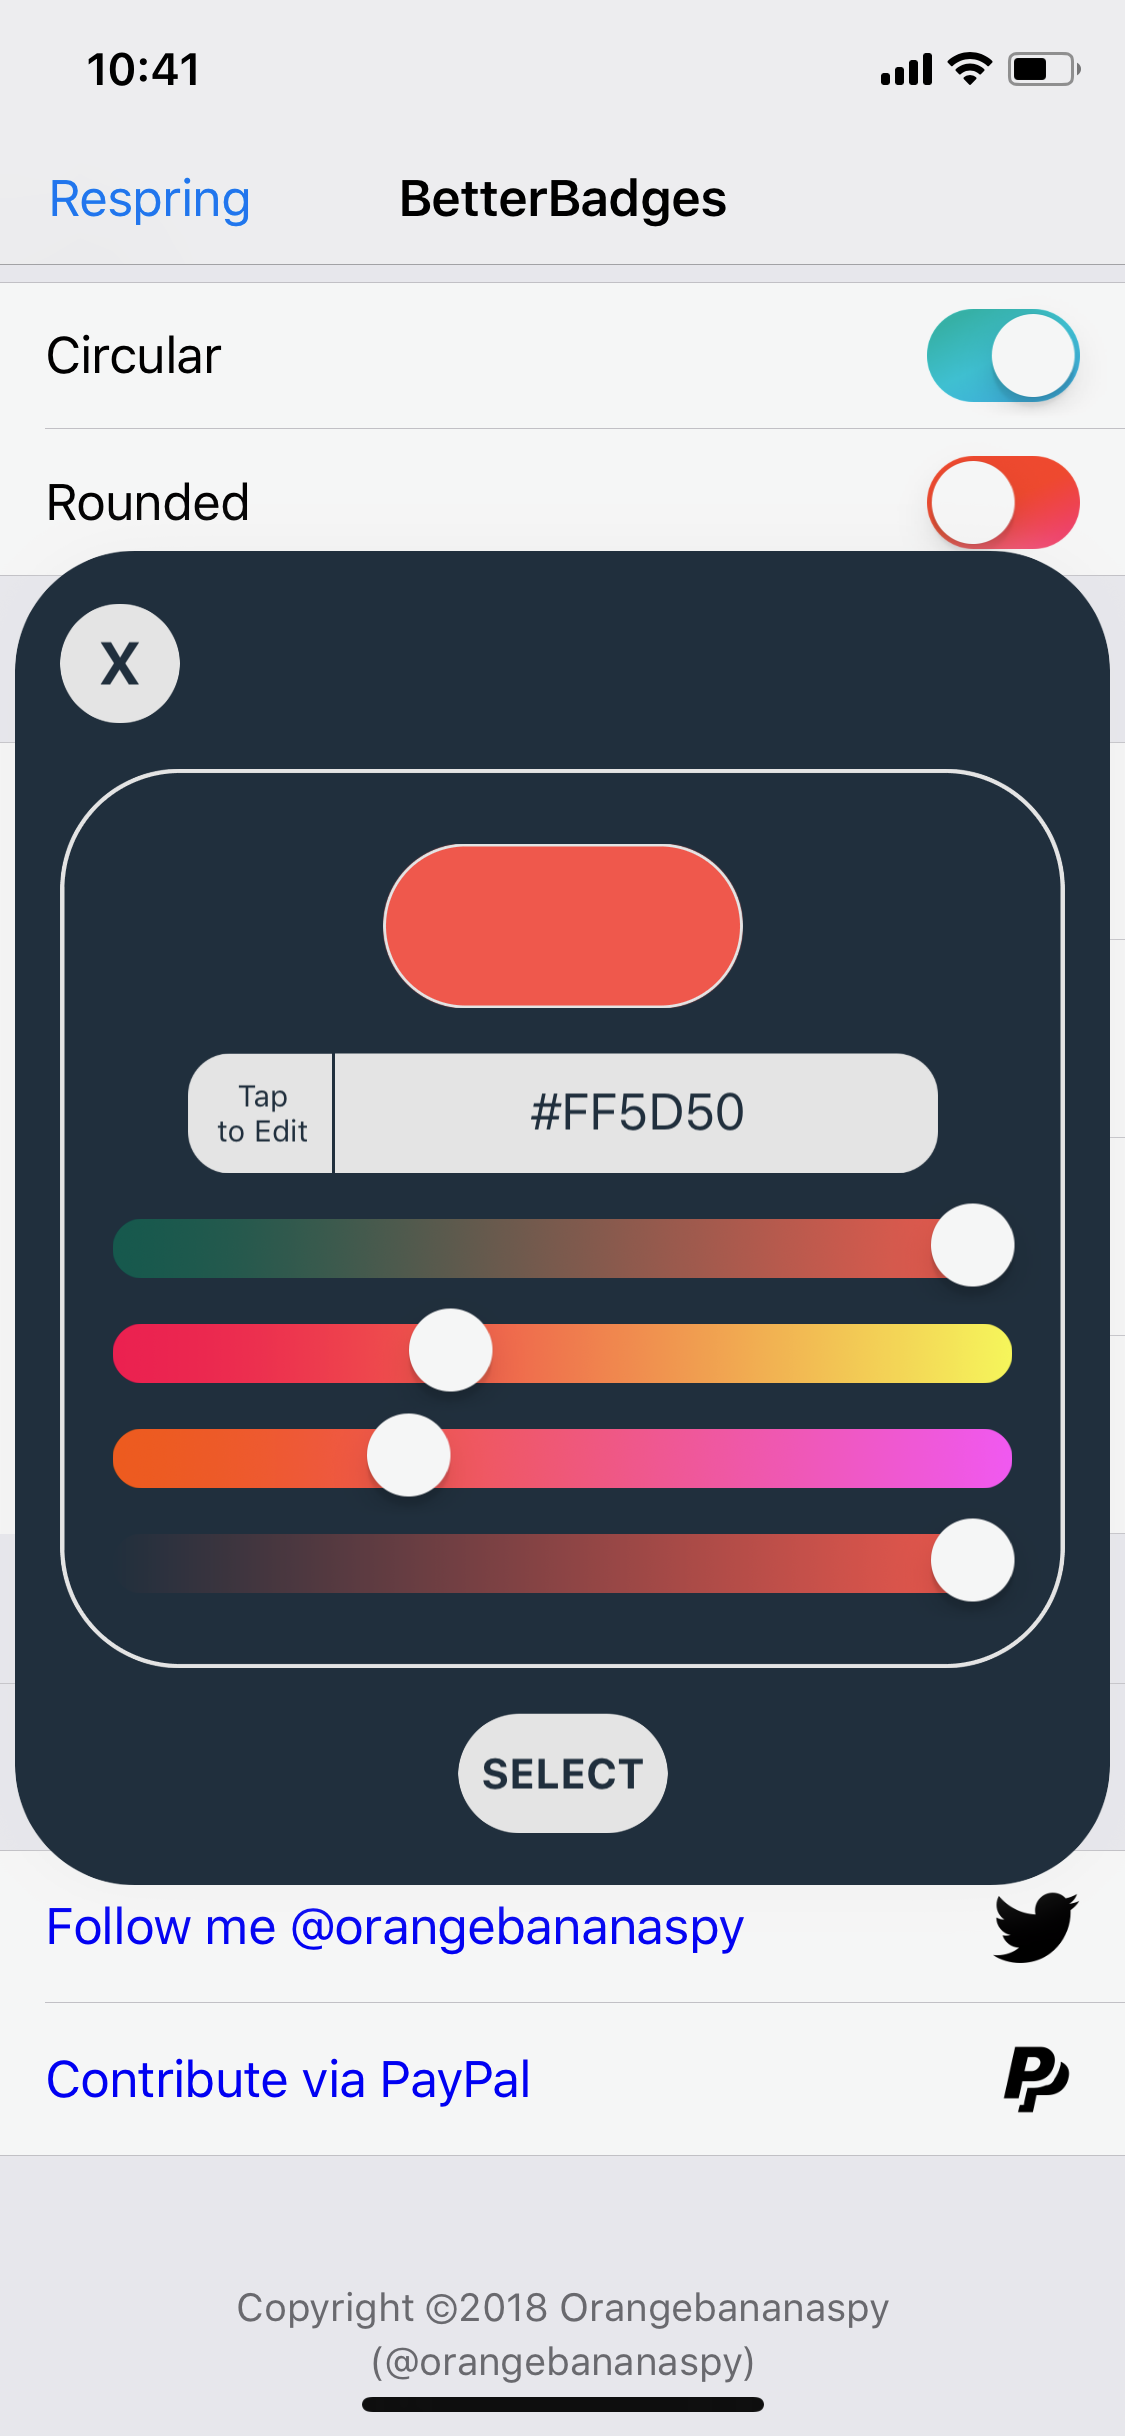 10:41
Respring
BetterBadges
Circular
Rounded
X
Tap
to Edit
#FF5D50
SELECT
Follow me @orangebananaspy
Contribute via PayPal
Copyright ©2018 Orangebananaspy
(@orangebananaspy)